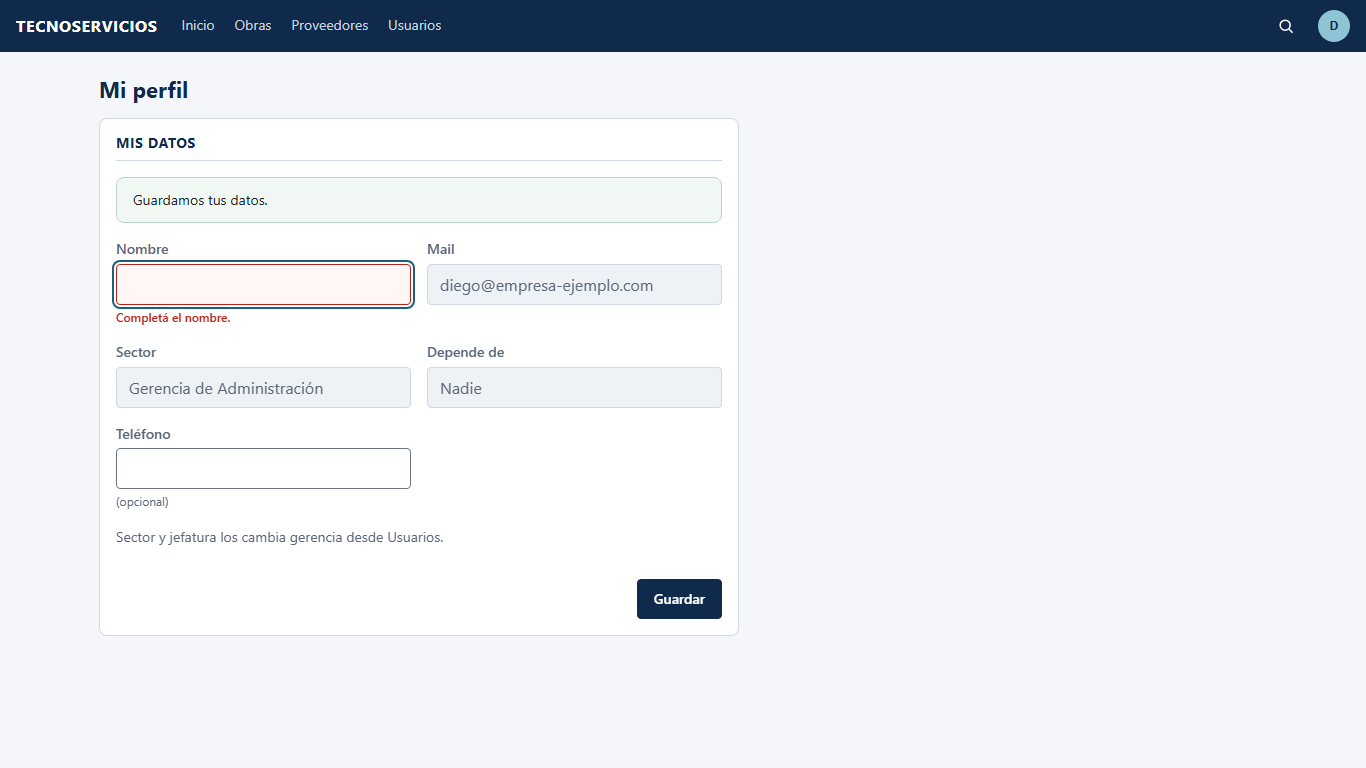 TECNOSERVICIOS Inicio Obras Proveedores Usuarios D
Mi perfil
MIS DATOS
Guardamos tus datos.
Nombre Mail
diego@empresa-ejemplo.com
Completá el nombre.
Sector Depende de
Gerencia de Administración Nadie
Teléfono
(opcional)
Sector y jefatura los cambia gerencia desde Usuarios.
Guardar